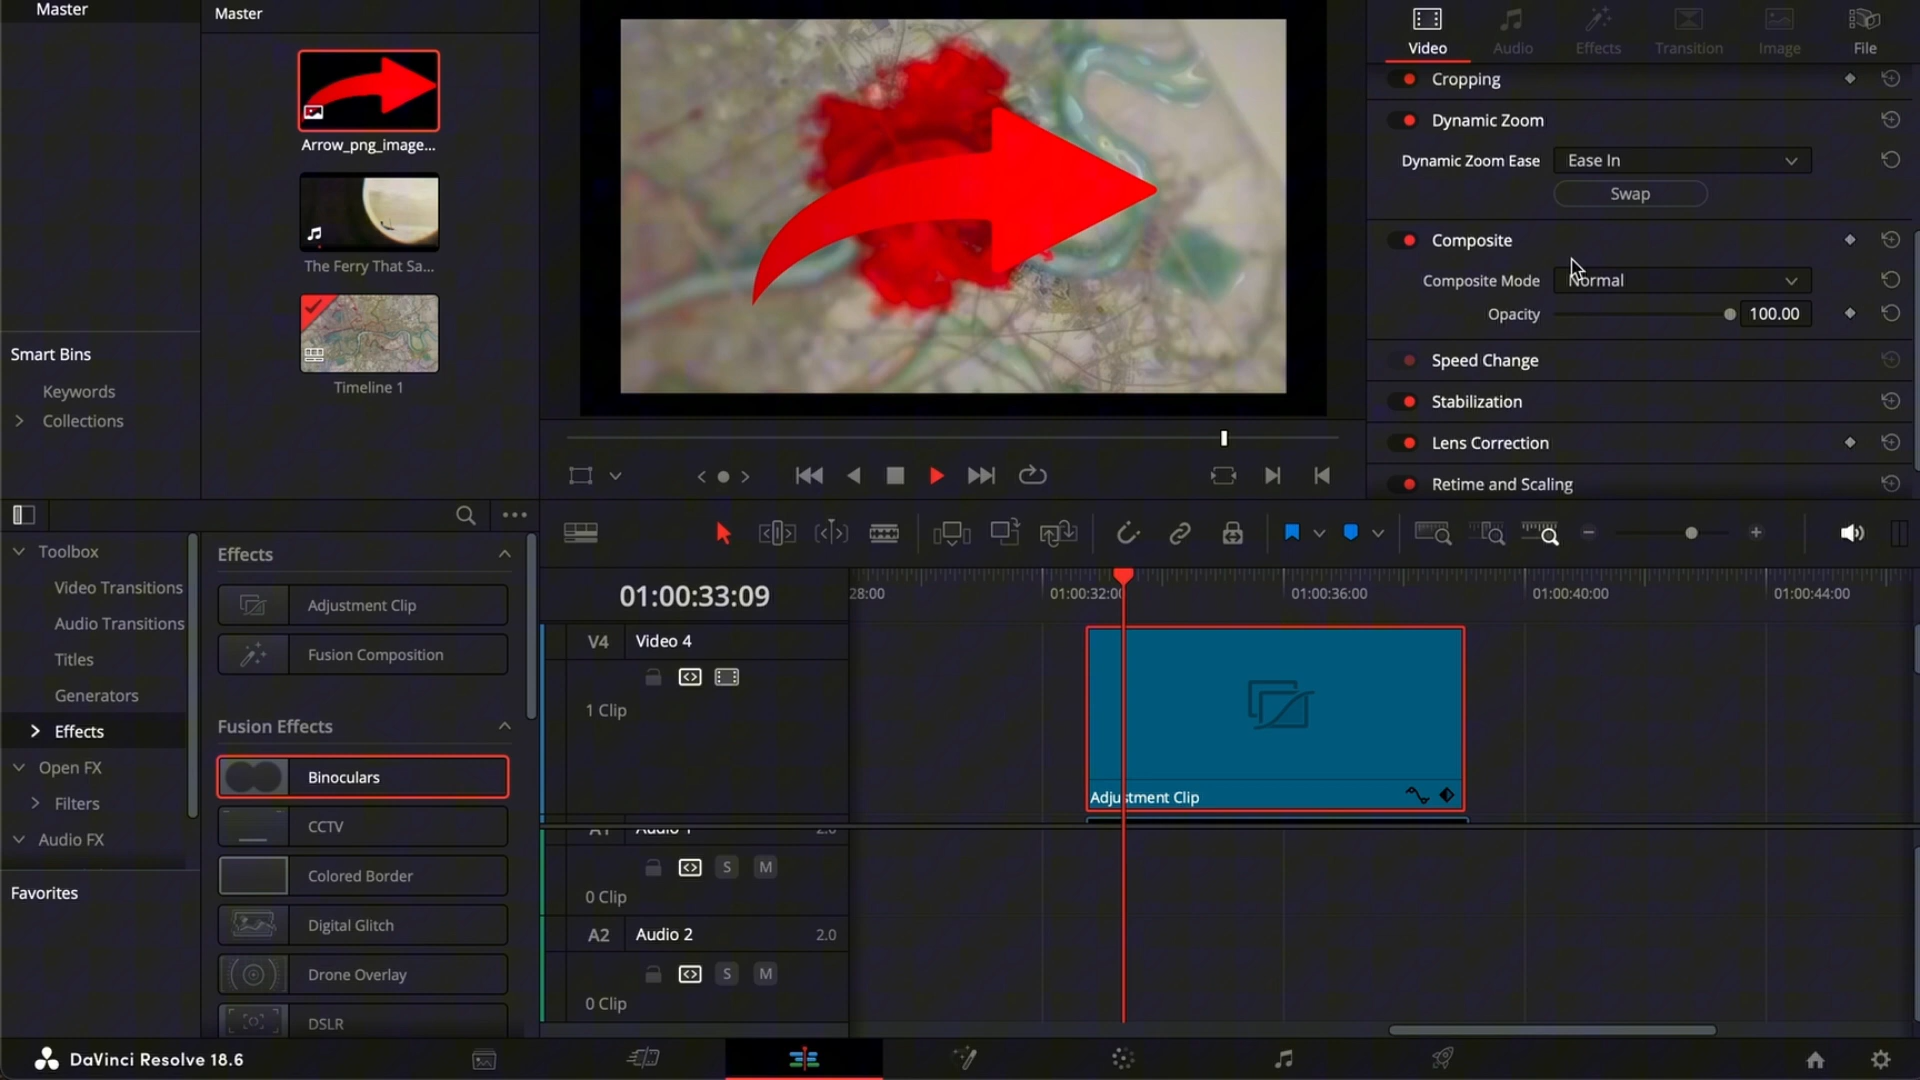 Master
Master
Arrow_png_image...
The Ferry That Sa...
Timeline 1
Smart Bins
Keywords
Collections
Video
Audio
Effects
Transition
Image
File
Cropping
Dynamic Zoom
Dynamic Zoom Ease
Ease In
Swap
Composite
Composite Mode
Normal
Opacity
100.00
Speed Change
Stabilization
Lens Correction
Retime and Scaling
Toolbox
Video Transitions
Audio Transitions
Titles
Generators
Effects
Open FX
Filters
Audio FX
Favorites
Effects
Adjustment Clip
Fusion Composition
Fusion Effects
Binoculars
CCTV
Colored Border
Digital Glitch
Drone Overlay
DSLR
01:00:33:09
28:00
01:00:32:00
01:00:36:00
01:00:40:00
01:00:44:00
V4
Video 4
1 Clip
Adjustment Clip
A1
Audio 1
2.0
S
M
0 Clip
A2
Audio 2
2.0
S
M
0 Clip
DaVinci Resolve 18.6